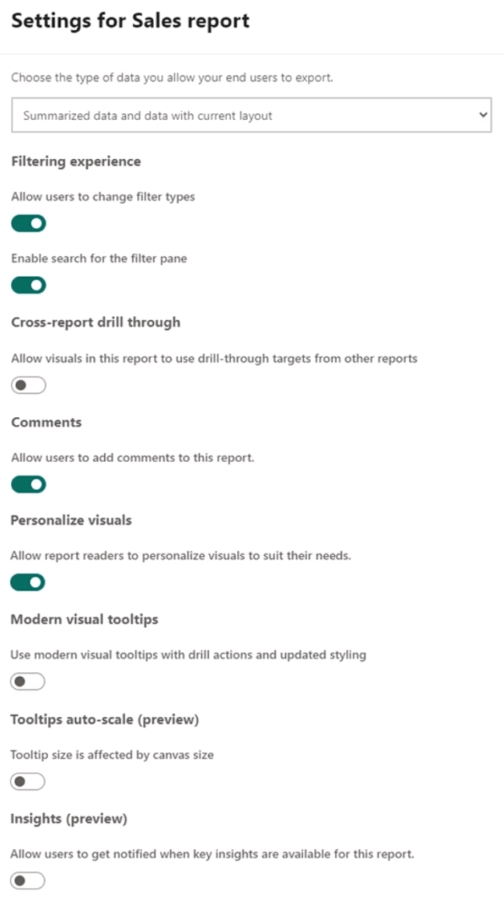 Settings for Sales report
Choose the type of data you allow your end users to export.
Summarized data and data with current layout
Filtering experience
Allow users to change filter types
Enable search for the filter pane
Cross-report drill through
Allow visuals in this report to use drill-through targets from other reports
Comments
Allow users to add comments to this report.
Personalize visuals
Allow report readers to personalize visuals to suit their needs.
Modern visual tooltips
Use modern visual tooltips with drill actions and updated styling
Tooltips auto-scale (preview)
Tooltip size is affected by canvas size
Insights (preview)
Allow users to get notified when key insights are available for this report.